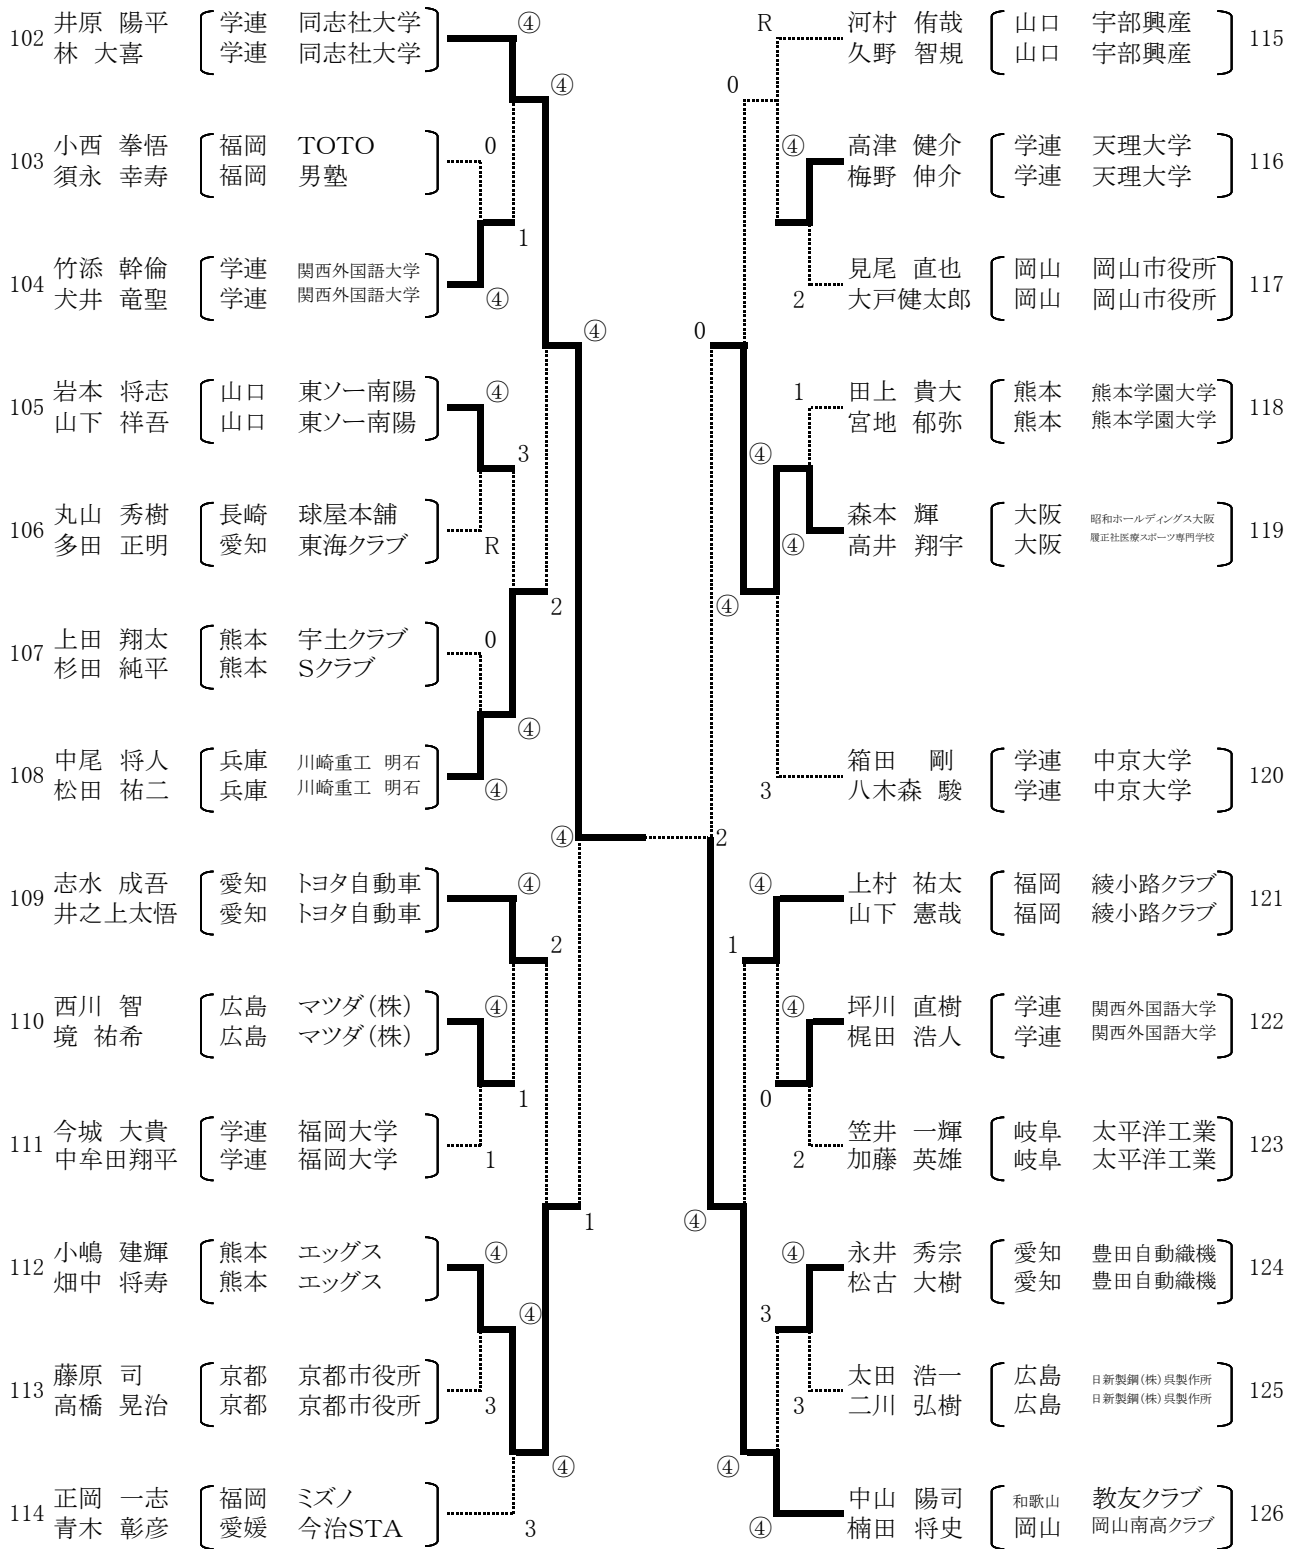 102 井原 陽平 学連 同志社大学 ④
林 大喜 学連 同志社大学
④
103 小西 拳悟 福岡 TOTO 0
須永 幸寿 福岡 男塾
1
104 竹添 幹倫 学連 関西外国語大学
犬井 竜聖 学連 関西外国語大学 ④
④
105 岩本 将志 山口 東ソー南陽 ④
山下 祥吾 山口 東ソー南陽
3
106 丸山 秀樹 長崎 球屋本舗
多田 正明 愛知 東海クラブ R
2
107 上田 翔太 熊本 宇土クラブ 0
杉田 純平 熊本 Sクラブ
④
108 中尾 将人 兵庫 川崎重工 明石
松田 祐二 兵庫 川崎重工 明石 ④
④
109 志水 成吾 愛知 トヨタ自動車 ④
井之上太悟 愛知 トヨタ自動車
2
110 西川 智 広島 マツダ(株) ④
境 祐希 広島 マツダ(株)
1
111 今城 大貴 学連 福岡大学
中牟田翔平 学連 福岡大学 1
1
112 小嶋 建輝 熊本 エッグス ④
畑中 将寿 熊本 エッグス
④
113 藤原 司 京都 京都市役所
高橋 晃治 京都 京都市役所 3
④
114 正岡 一志 福岡 ミズノ
青木 彰彦 愛媛 今治STA 3
R 河村 侑哉 山口 宇部興産 115
久野 智規 山口 宇部興産
0
④ 高津 健介 学連 天理大学 116
梅野 伸介 学連 天理大学
見尾 直也 岡山 岡山市役所 117
2 大戸健太郎 岡山 岡山市役所
0
1 田上 貴大 熊本 熊本学園大学 118
宮地 郁弥 熊本 熊本学園大学
④
森本 輝 大阪 昭和ホールディングス大阪 119
④ 高井 翔宇 大阪 履正社医療スポーツ専門学校
④
箱田 剛 学連 中京大学 120
3 八木森 駿 学連 中京大学
2
④ 上村 祐太 福岡 綾小路クラブ 121
山下 憲哉 福岡 綾小路クラブ
1
④ 坪川 直樹 学連 関西外国語大学 122
梶田 浩人 学連 関西外国語大学
0
笠井 一輝 岐阜 太平洋工業 123
2 加藤 英雄 岐阜 太平洋工業
④
④ 永井 秀宗 愛知 豊田自動織機 124
松古 大樹 愛知 豊田自動織機
3
太田 浩一 広島 日新製鋼(株)呉製作所 125
3 二川 弘樹 広島 日新製鋼(株)呉製作所
④
中山 陽司 和歌山 教友クラブ 126
④ 楠田 将史 岡山 岡山南高クラブ